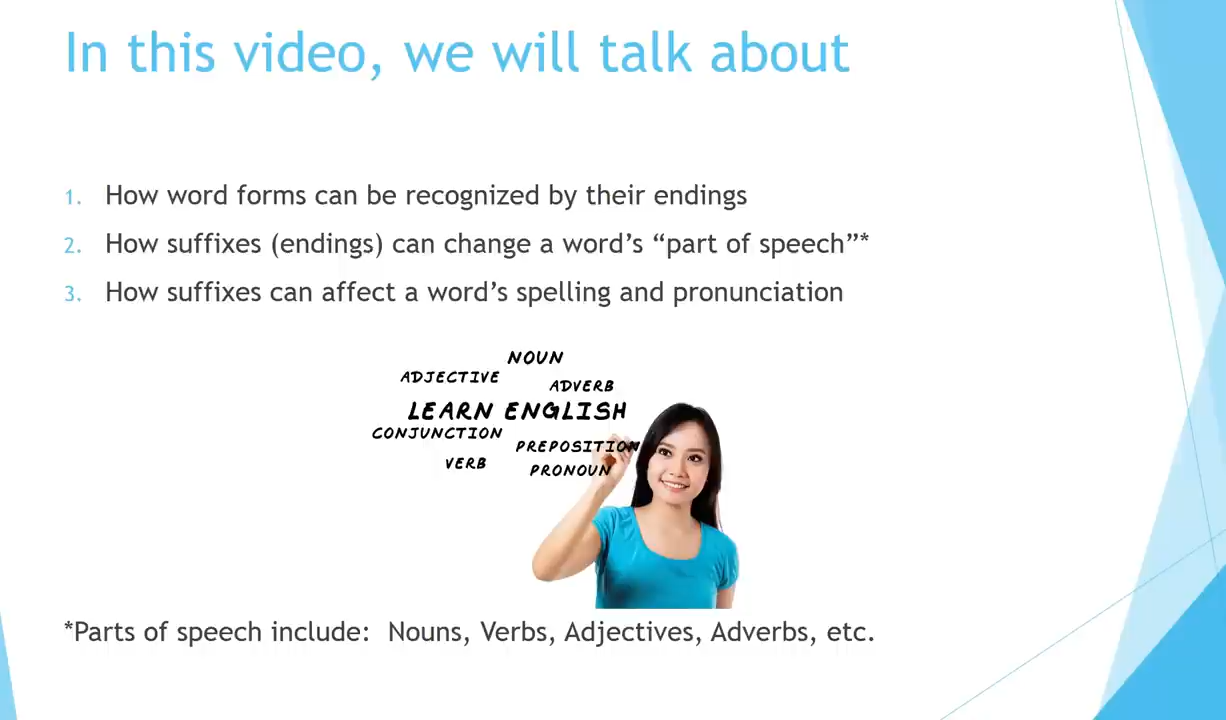 In this video, we will talk about
1. How word forms can be recognized by their endings
2. How suffixes (endings) can change a word’s “part of speech”*
3. How suffixes can affect a word’s spelling and pronunciation
NOUN
ADJECTIVE
ADVERB
LEARN ENGLISH
CONJUNCTION
PREPOSITION
VERB
PRONOUN
*Parts of speech include: Nouns, Verbs, Adjectives, Adverbs, etc.